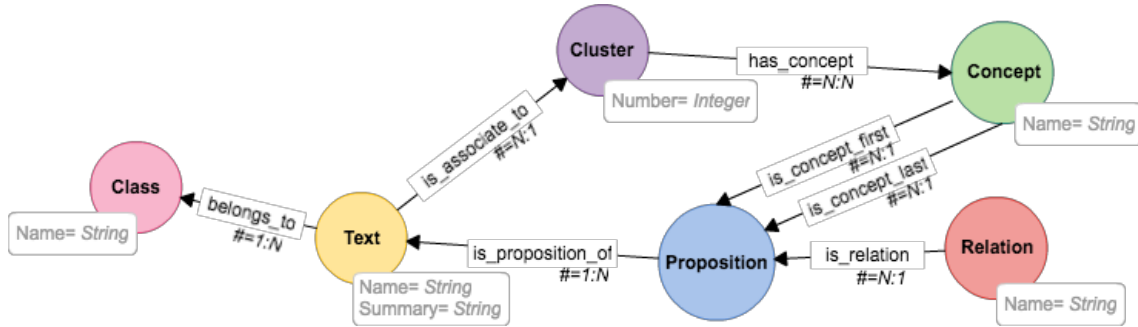 Cluster
Number= Integer
has_concept
#=N:N
Concept
Name= String
is_associate_to
#=N:1
is_concept_first
#=N:1
is_concept_last
#=N:1
Class
Name= String
belongs_to
#=1:N
Text
Name= String
Summary= String
is_proposition_of
#=1:N
Proposition
is_relation
#=N:1
Relation
Name= String